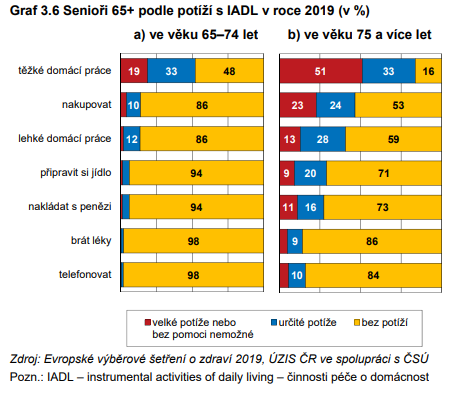 Graf 3.6 Senioři 65+ podle potíží s IADL v roce 2019 (v %)
a) ve věku 65–74 let
b) ve věku 75 a více let
těžké domácí práce 19 33 48 51 33 16
nakupovat 10 86 23 24 53
lehké domácí práce 12 86 13 28 59
připravit si jídlo 94 9 20 71
nakládat s penězi 94 11 16 73
brát léky 98 9 86
telefonovat 98 10 84
velké potíže nebo bez pomoci nemožné
určité potíže
bez potíží
Zdroj: Evropské výběrové šetření o zdraví 2019, ÚZIS ČR ve spolupráci s ČSÚ
Pozn.: IADL – instrumental activities of daily living – činnosti péče o domácnost